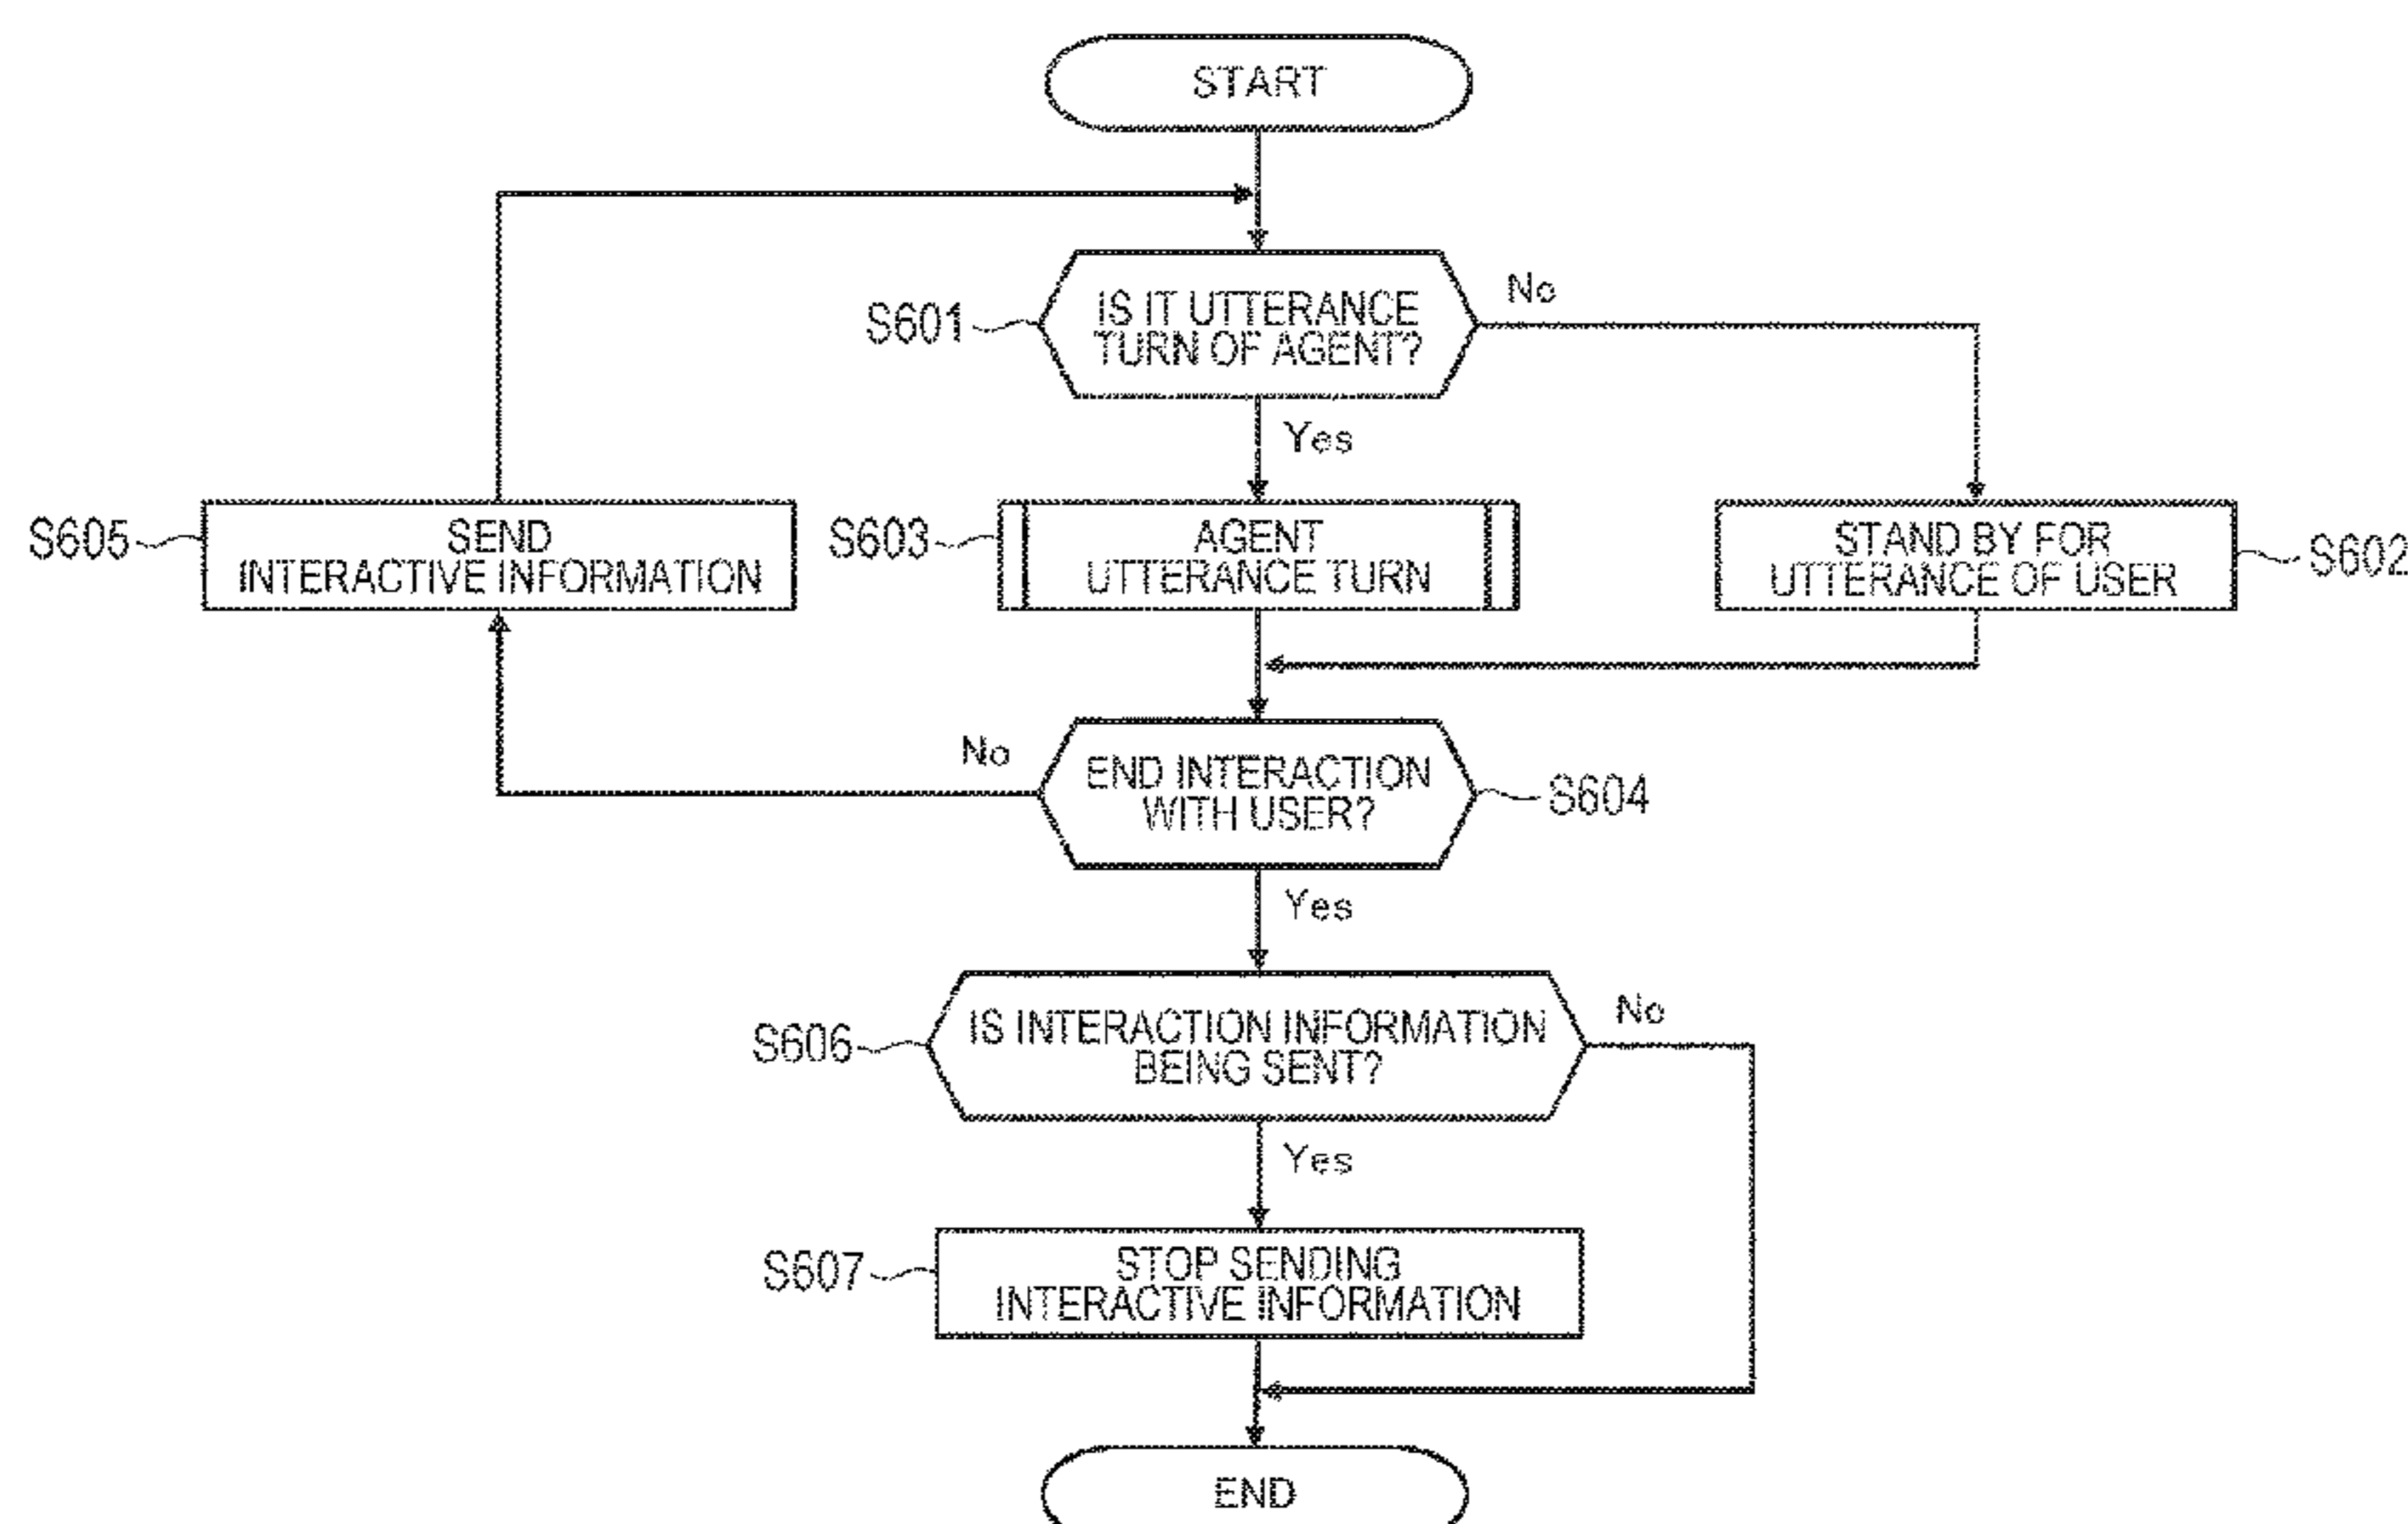 START
S601
IS IT UTTERANCE
TURN OF AGENT?
No
Yes
S605
SEND
INTERACTIVE INFORMATION
S603
AGENT
UTTERANCE TURN
STAND BY FOR
UTTERANCE OF USER
S602
No
END INTERACTION
WITH USER?
S604
Yes
S606
IS INTERACTION INFORMATION
BEING SENT?
No
Yes
S607
STOP SENDING
INTERACTIVE INFORMATION
END